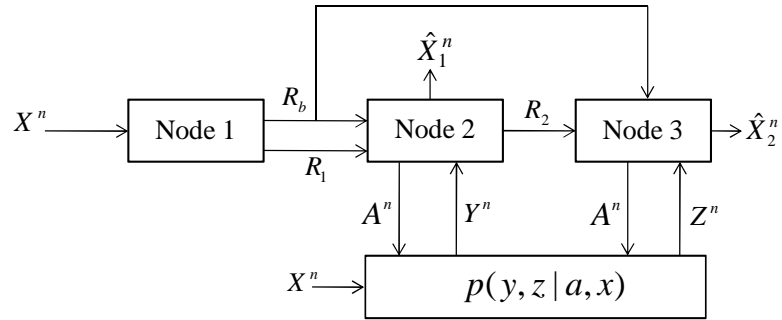 X̂₁ⁿ
Xⁿ
Node 1
R_b
R₁
Node 2
R₂
Node 3
X̂₂ⁿ
Aⁿ
Yⁿ
Aⁿ
Zⁿ
Xⁿ
p(y, z | a, x)